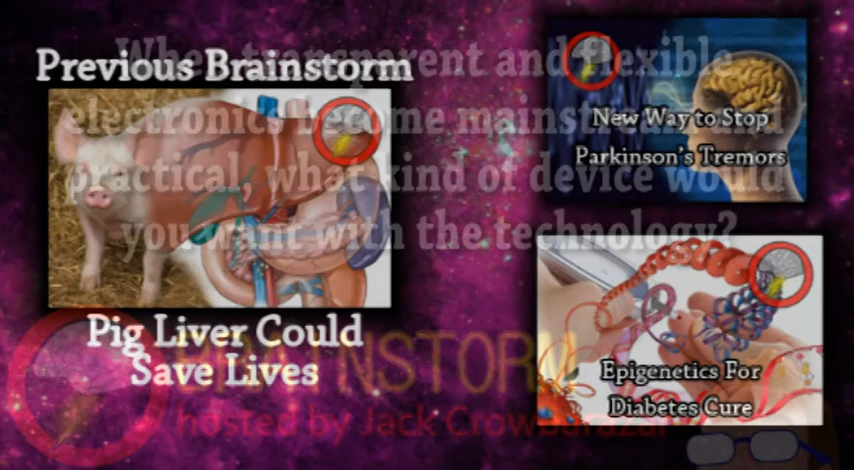 When transparent and flexible
electronics become mainstream and
practical, what kind of device would
you want with the technology?
Previous Brainstorm
Pig Liver Could
Save Lives
New Way to Stop
Parkinson's Tremors
Epigenetics For
Diabetes Cure
BRAINSTORM
hosted by Jack